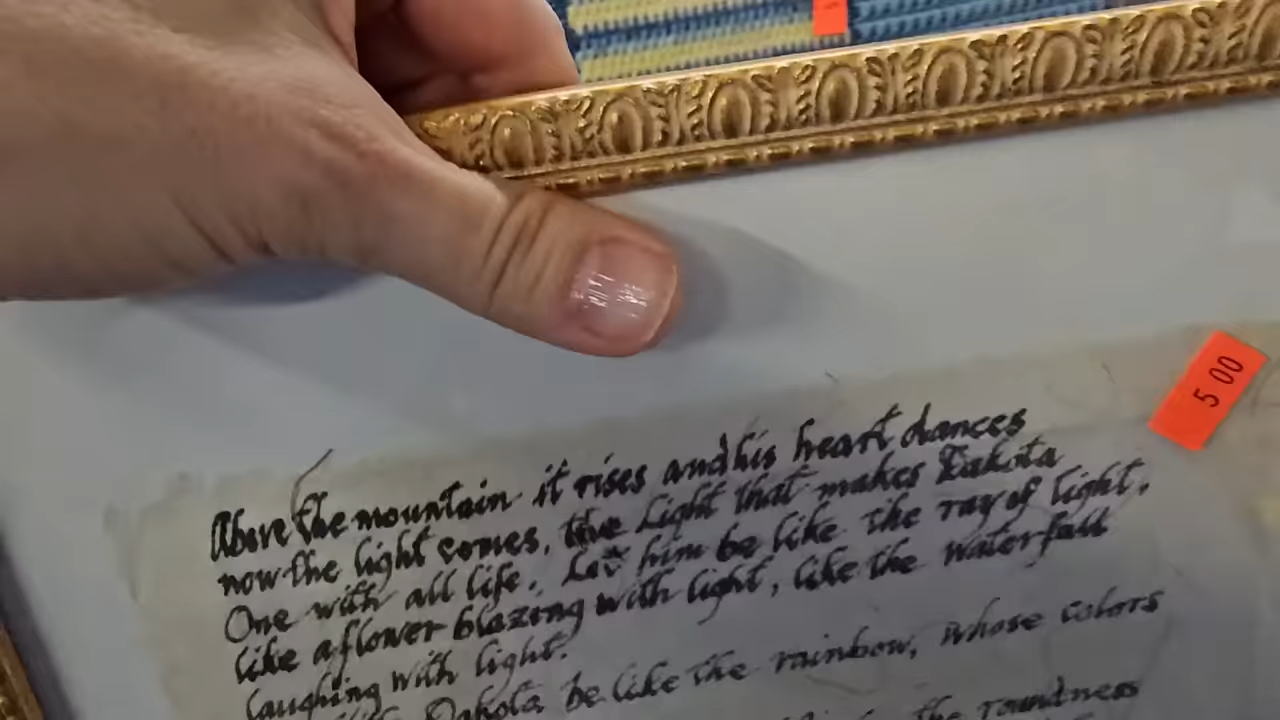 5 00
Above the mountain it rises and his heart dances
now the light comes, the Light that makes Dakota
One with all life. Let him be like the ray of light,
like a flower blazing with light, like the waterfall
laughing with light.
Dakota be like the rainbow, whose colors
the roundness